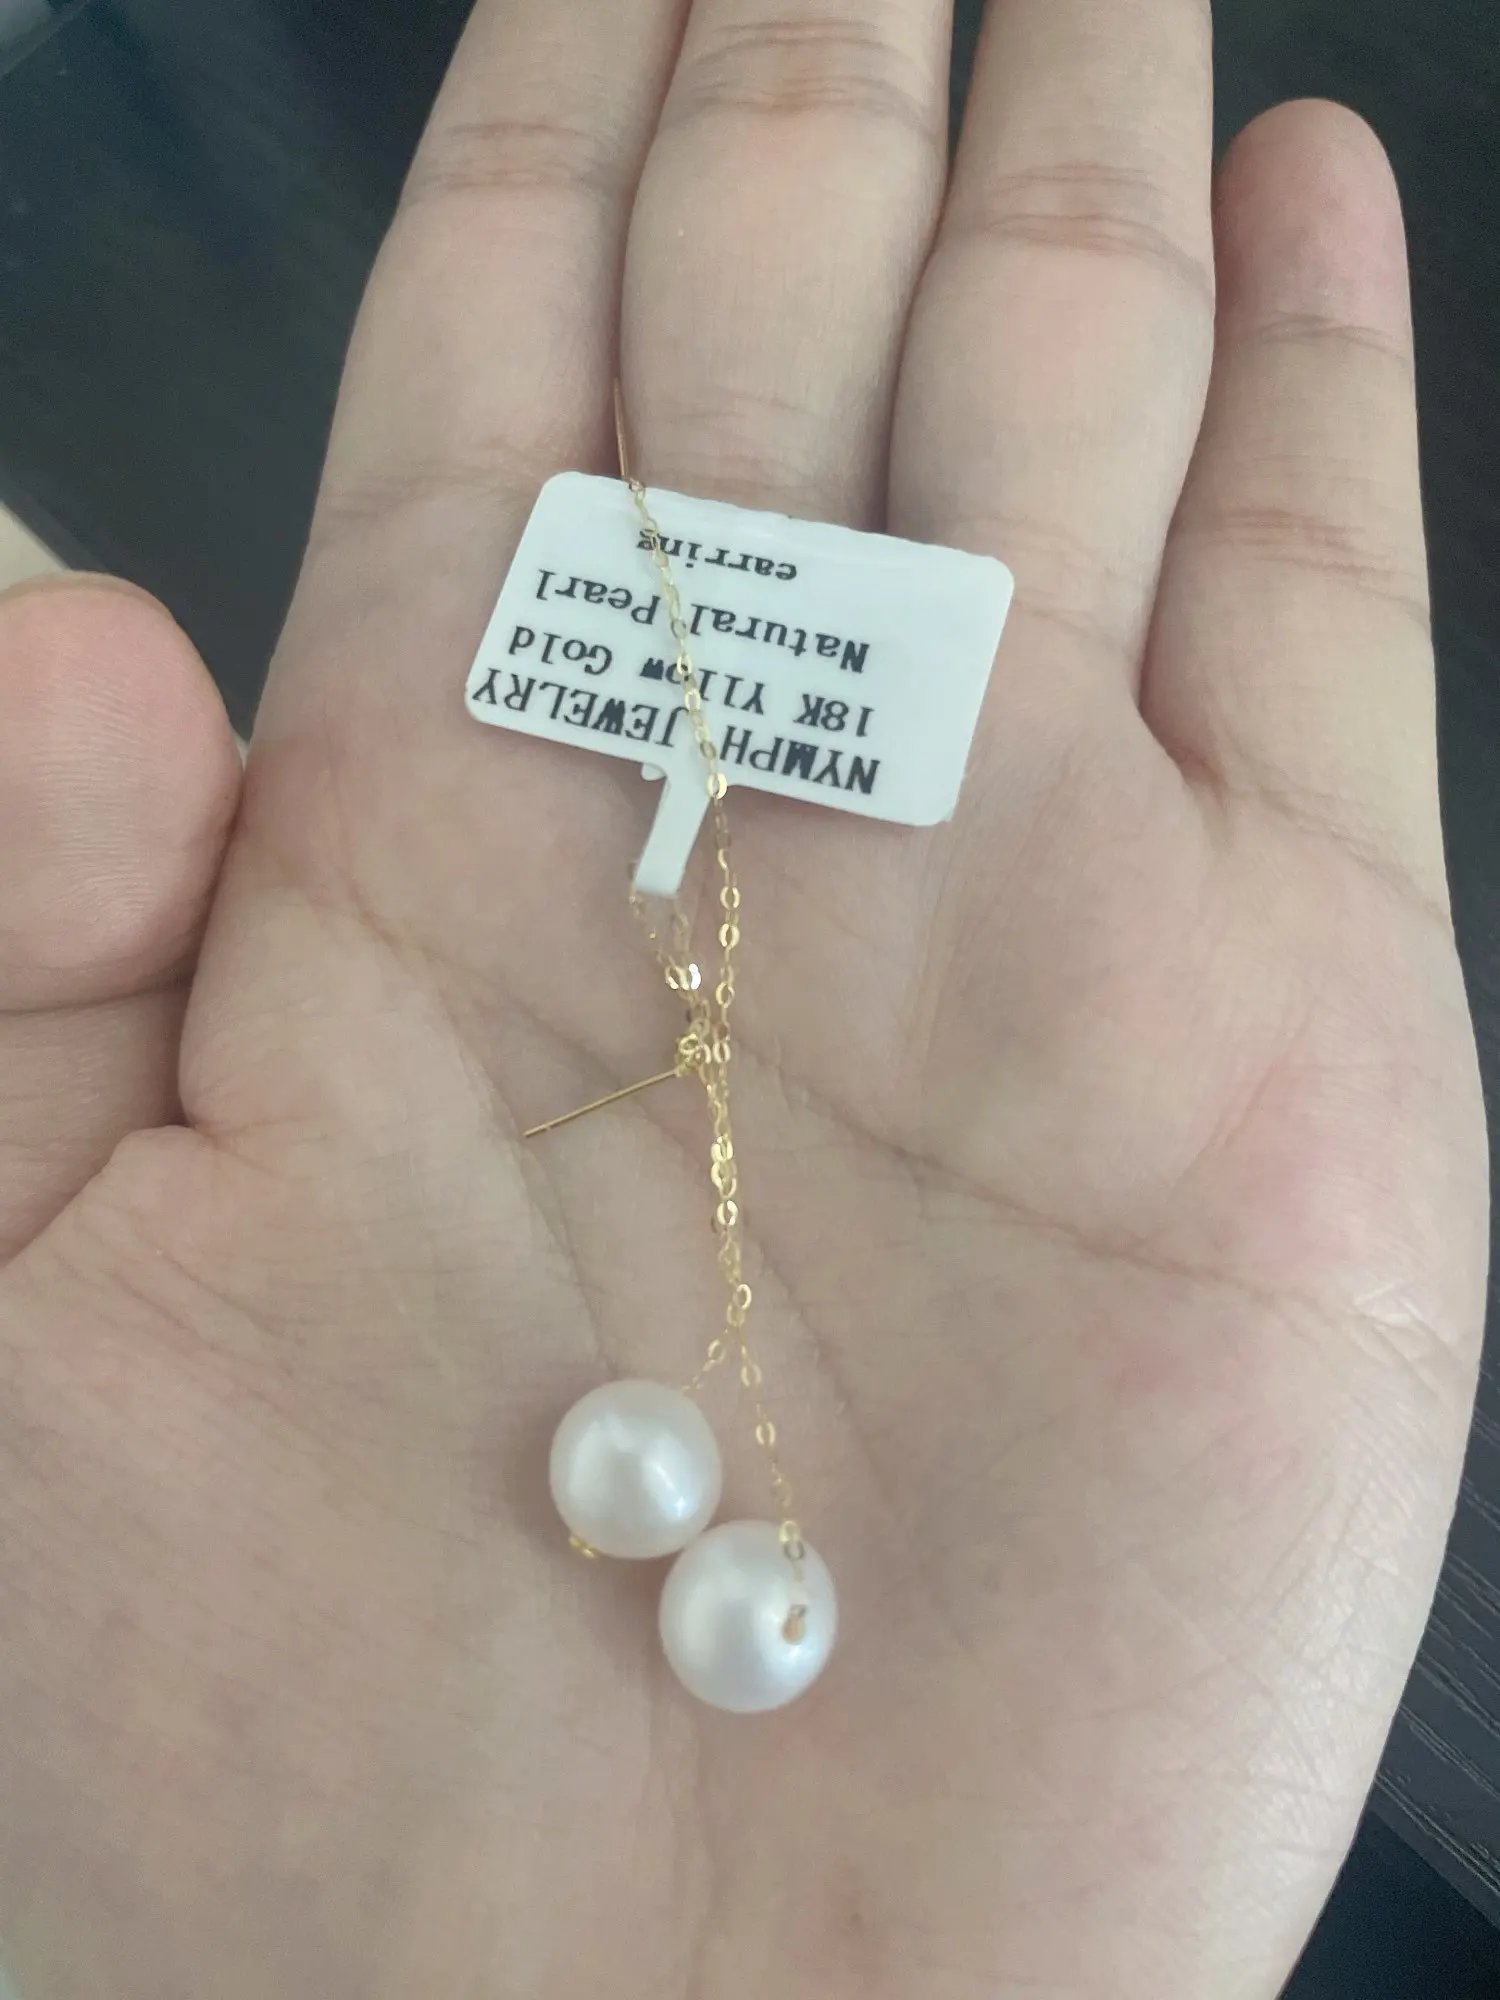 NYMPH JEWELRY
18K Yllow Gold
Natural Pearl
earring